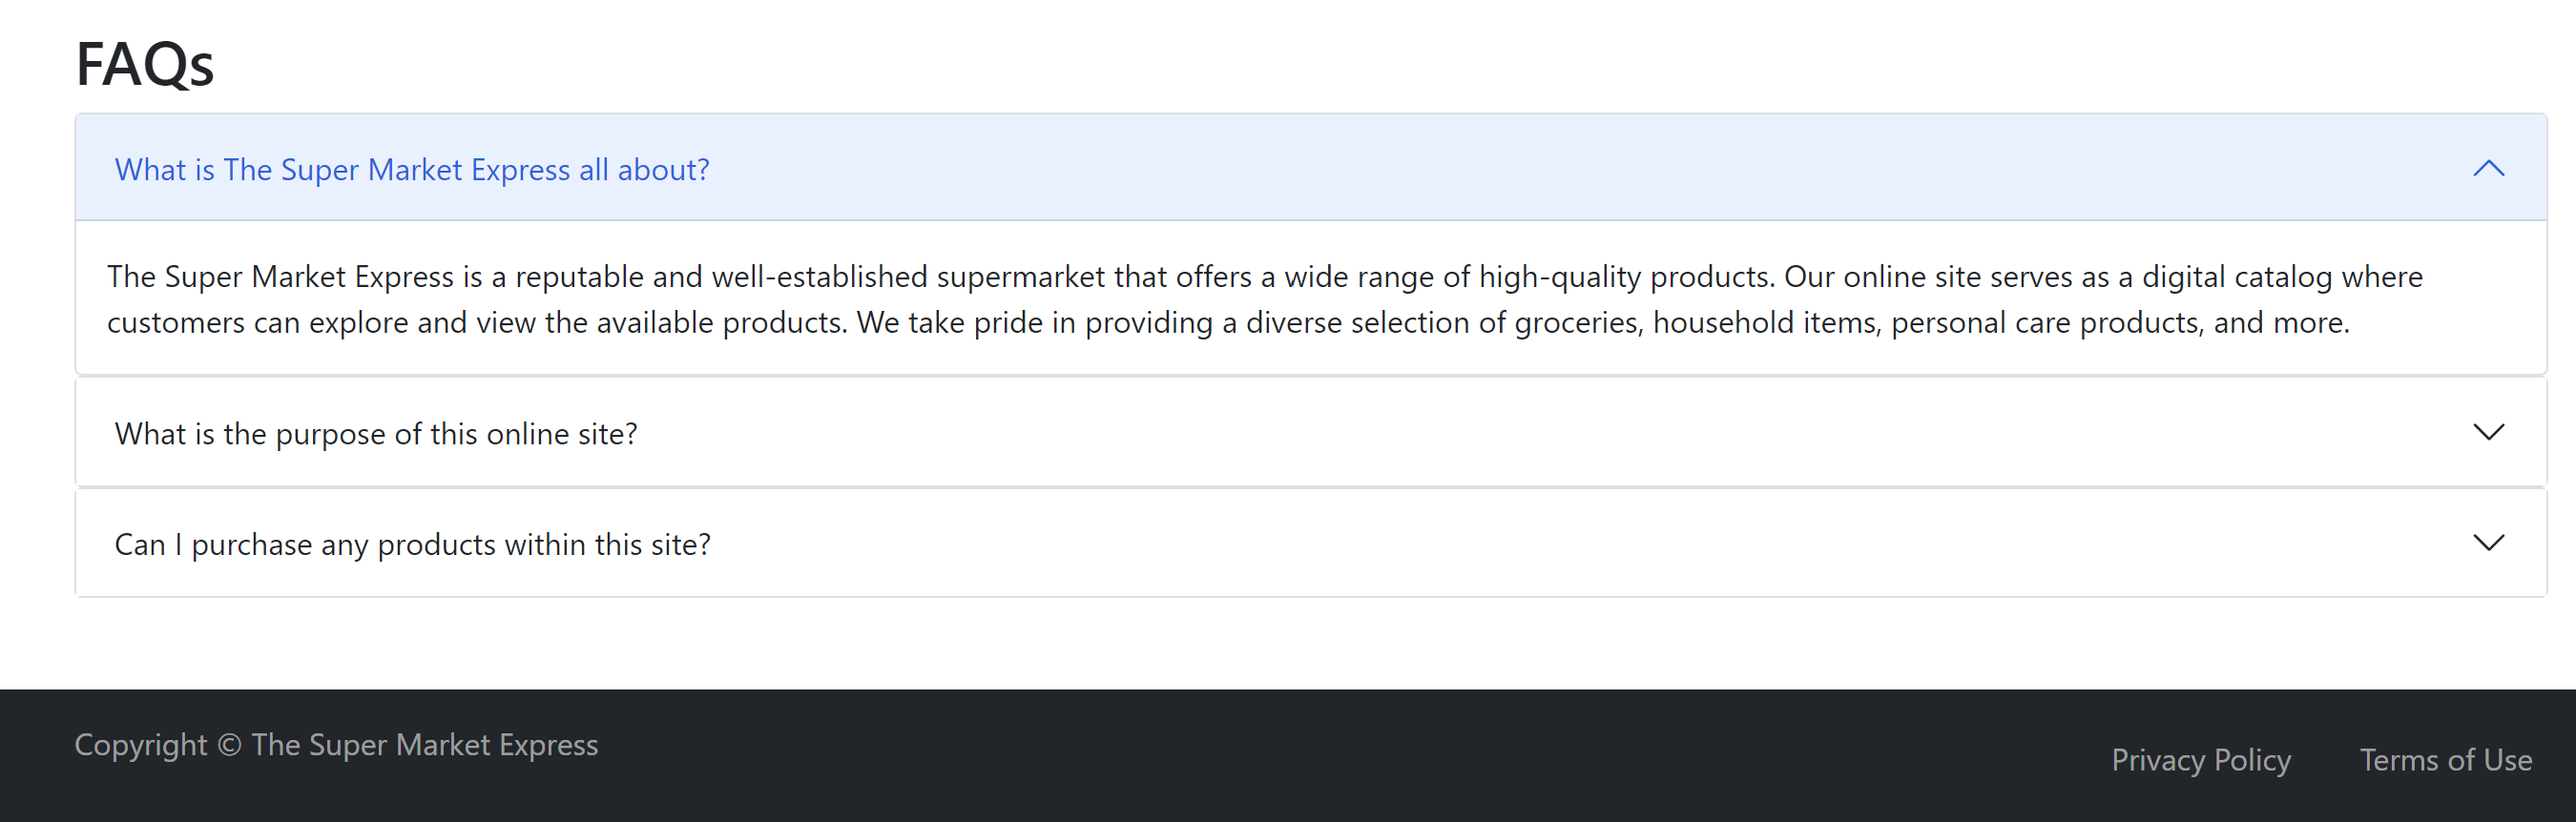 FAQs
What is The Super Market Express all about?
The Super Market Express is a reputable and well-established supermarket that offers a wide range of high-quality products. Our online site serves as a digital catalog where
customers can explore and view the available products. We take pride in providing a diverse selection of groceries, household items, personal care products, and more.
What is the purpose of this online site?
Can I purchase any products within this site?
Copyright © The Super Market Express
Privacy Policy Terms of Use